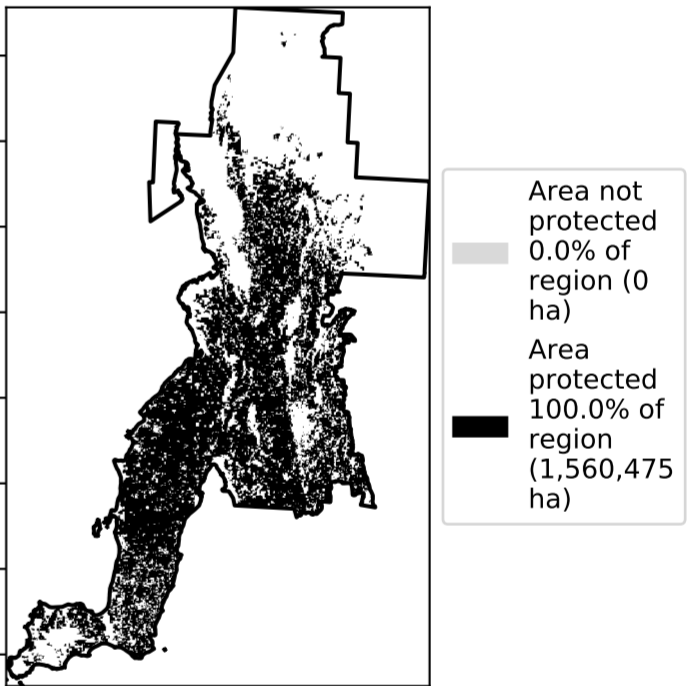 Area not
protected
0.0% of
region (0
ha)
Area
protected
100.0% of
region
(1,560,475
ha)